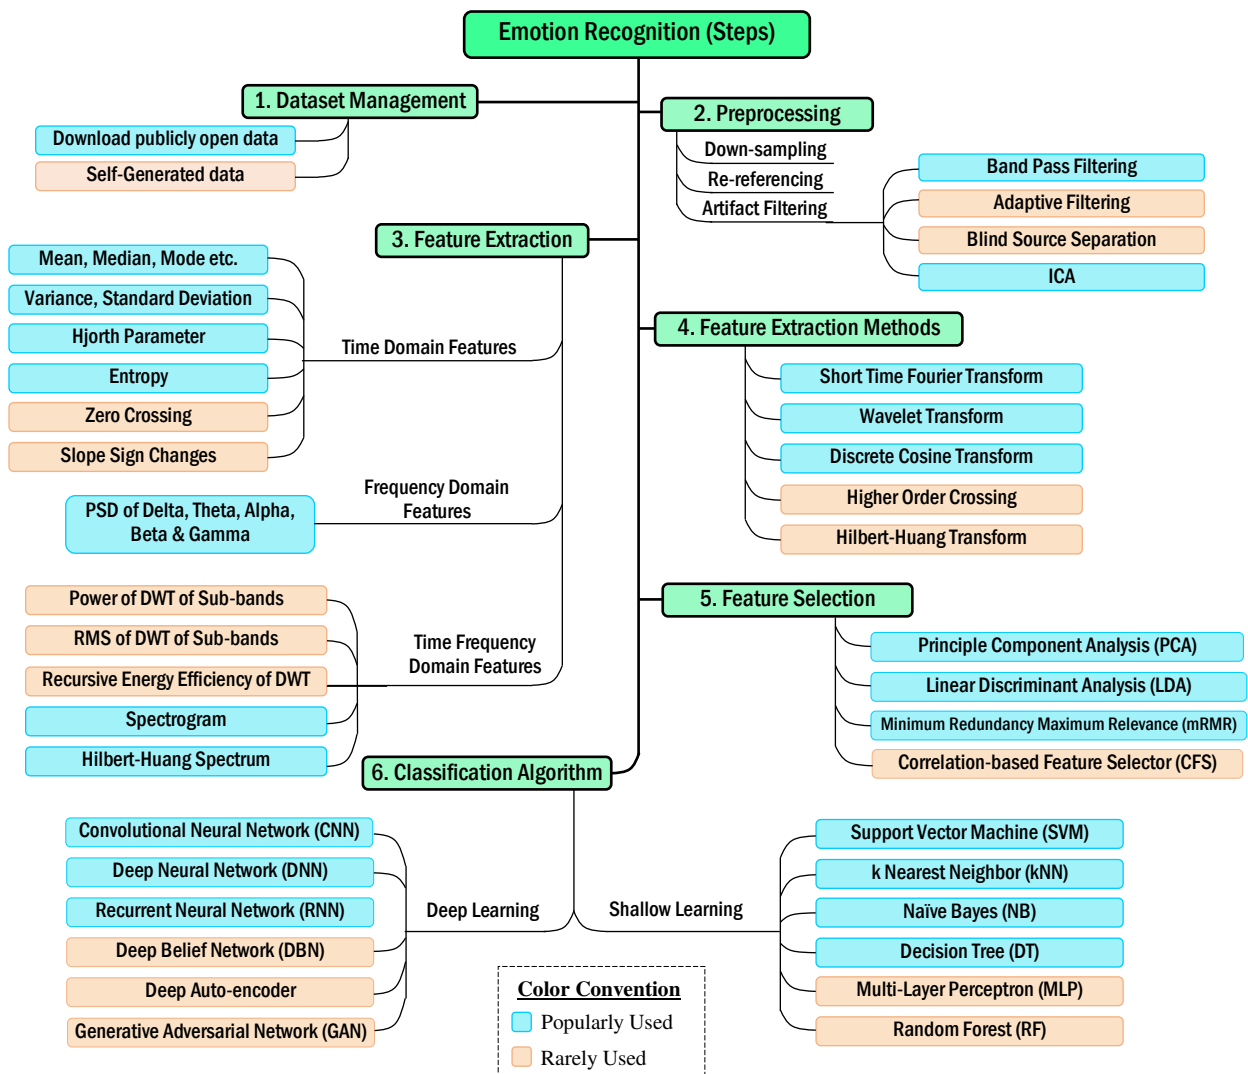 Emotion Recognition (Steps)
1. Dataset Management
Download publicly open data
Self-Generated data
2. Preprocessing
Down-sampling
Re-referencing
Artifact Filtering
Band Pass Filtering
Adaptive Filtering
Blind Source Separation
ICA
3. Feature Extraction
Mean, Median, Mode etc.
Variance, Standard Deviation
Hjorth Parameter
Entropy
Zero Crossing
Slope Sign Changes
Time Domain Features
PSD of Delta, Theta, Alpha,
Beta & Gamma
Frequency Domain
Features
Power of DWT of Sub-bands
RMS of DWT of Sub-bands
Recursive Energy Efficiency of DWT
Spectrogram
Hilbert-Huang Spectrum
Time Frequency
Domain Features
4. Feature Extraction Methods
Short Time Fourier Transform
Wavelet Transform
Discrete Cosine Transform
Higher Order Crossing
Hilbert-Huang Transform
5. Feature Selection
Principle Component Analysis (PCA)
Linear Discriminant Analysis (LDA)
Minimum Redundancy Maximum Relevance (mRMR)
Correlation-based Feature Selector (CFS)
6. Classification Algorithm
Convolutional Neural Network (CNN)
Deep Neural Network (DNN)
Recurrent Neural Network (RNN)
Deep Belief Network (DBN)
Deep Auto-encoder
Generative Adversarial Network (GAN)
Deep Learning
Shallow Learning
Support Vector Machine (SVM)
k Nearest Neighbor (kNN)
Naïve Bayes (NB)
Decision Tree (DT)
Multi-Layer Perceptron (MLP)
Random Forest (RF)
Color Convention
Popularly Used
Rarely Used